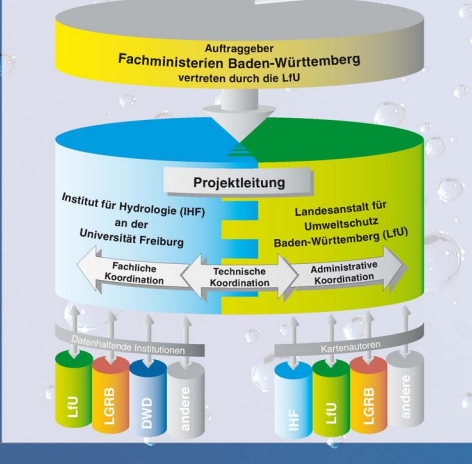 Auftraggeber
Fachministerien Baden-Württemberg
vertreten durch die LfU
Projektleitung
Institut für Hydrologie (IHF)
an der
Universität Freiburg
Landesanstalt für
Umweltschutz
Baden-Württemberg (LfU)
Fachliche
Koordination
Technische
Koordination
Administrative
Koordination
Datenhaltende Institutionen
Kartenautoren
LfU
LGRB
DWD
andere
IHF
LfU
LGRB
andere